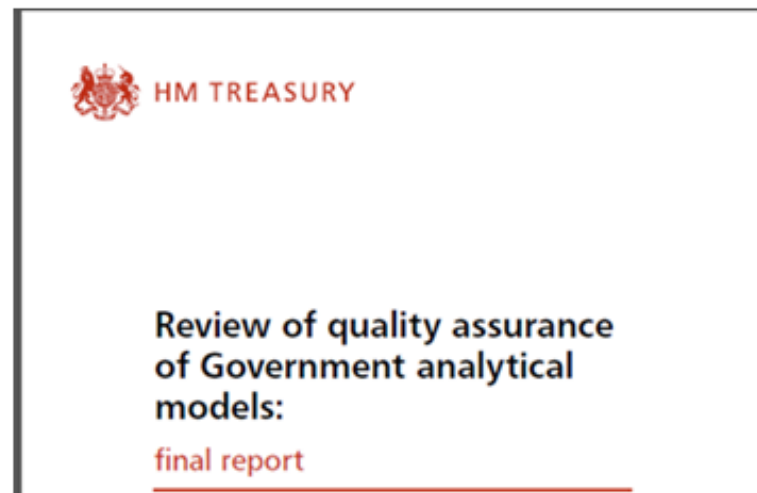 HM TREASURY
Review of quality assurance
of Government analytical
models:
final report